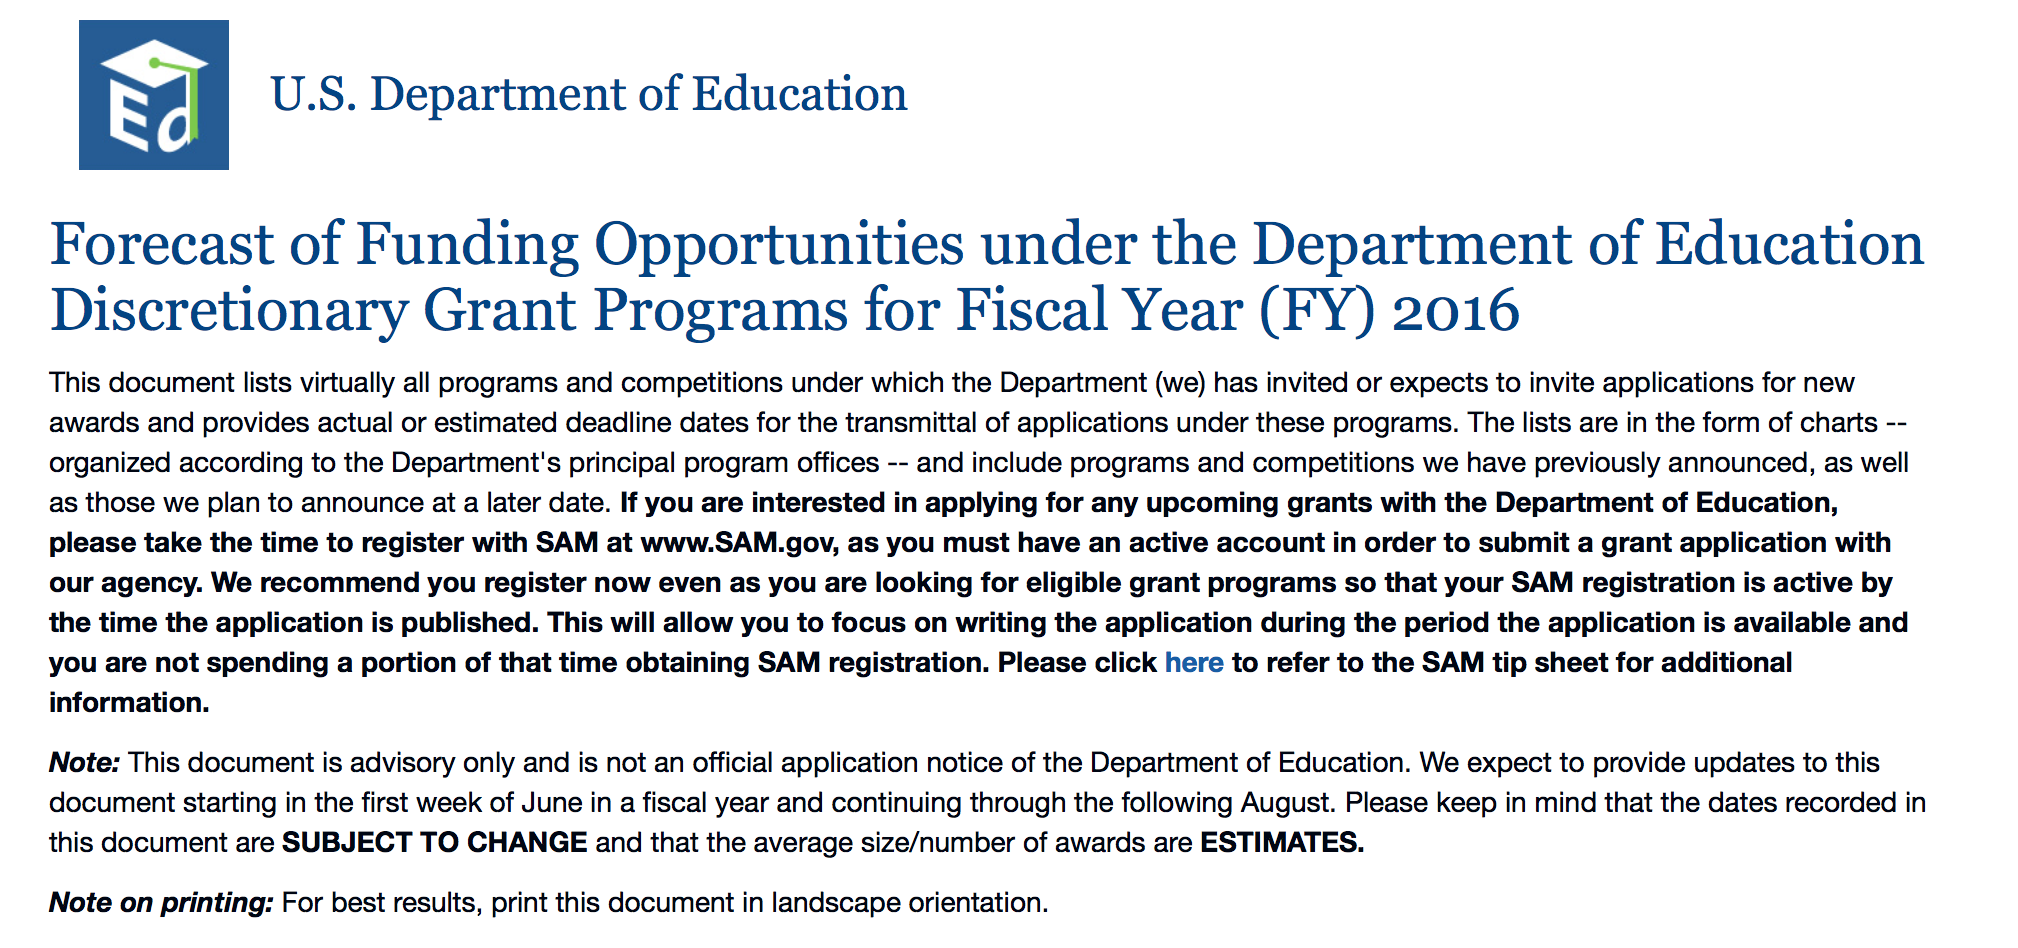 Ed
U.S. Department of Education
Forecast of Funding Opportunities under the Department of Education
Discretionary Grant Programs for Fiscal Year (FY) 2016
This document lists virtually all programs and competitions under which the Department (we) has invited or expects to invite applications for new
awards and provides actual or estimated deadline dates for the transmittal of applications under these programs. The lists are in the form of charts --
organized according to the Department's principal program offices -- and include programs and competitions we have previously announced, as well
as those we plan to announce at a later date. If you are interested in applying for any upcoming grants with the Department of Education,
please take the time to register with SAM at www.SAM.gov, as you must have an active account in order to submit a grant application with
our agency. We recommend you register now even as you are looking for eligible grant programs so that your SAM registration is active by
the time the application is published. This will allow you to focus on writing the application during the period the application is available and
you are not spending a portion of that time obtaining SAM registration. Please click here to refer to the SAM tip sheet for additional
information.
Note: This document is advisory only and is not an official application notice of the Department of Education. We expect to provide updates to this
document starting in the first week of June in a fiscal year and continuing through the following August. Please keep in mind that the dates recorded in
this document are SUBJECT TO CHANGE and that the average size/number of awards are ESTIMATES.
Note on printing: For best results, print this document in landscape orientation.